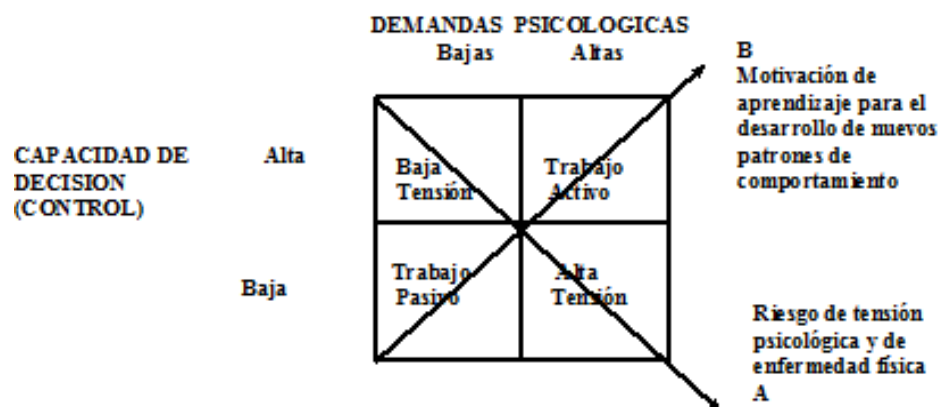 DEMANDAS PSICOLOGICAS
Bajas Altas
B
Motivación de
aprendizaje para el
desarrollo de nuevos
patrones de
comportamiento
CAPACIDAD DE
DECISION
(CONTROL)
Alta
Baja
Tensión
Trabajo
Activo
Baja
Trabajo
Pasivo
Alta
Tensión
Riesgo de tensión
psicológica y de
enfermedad física
A